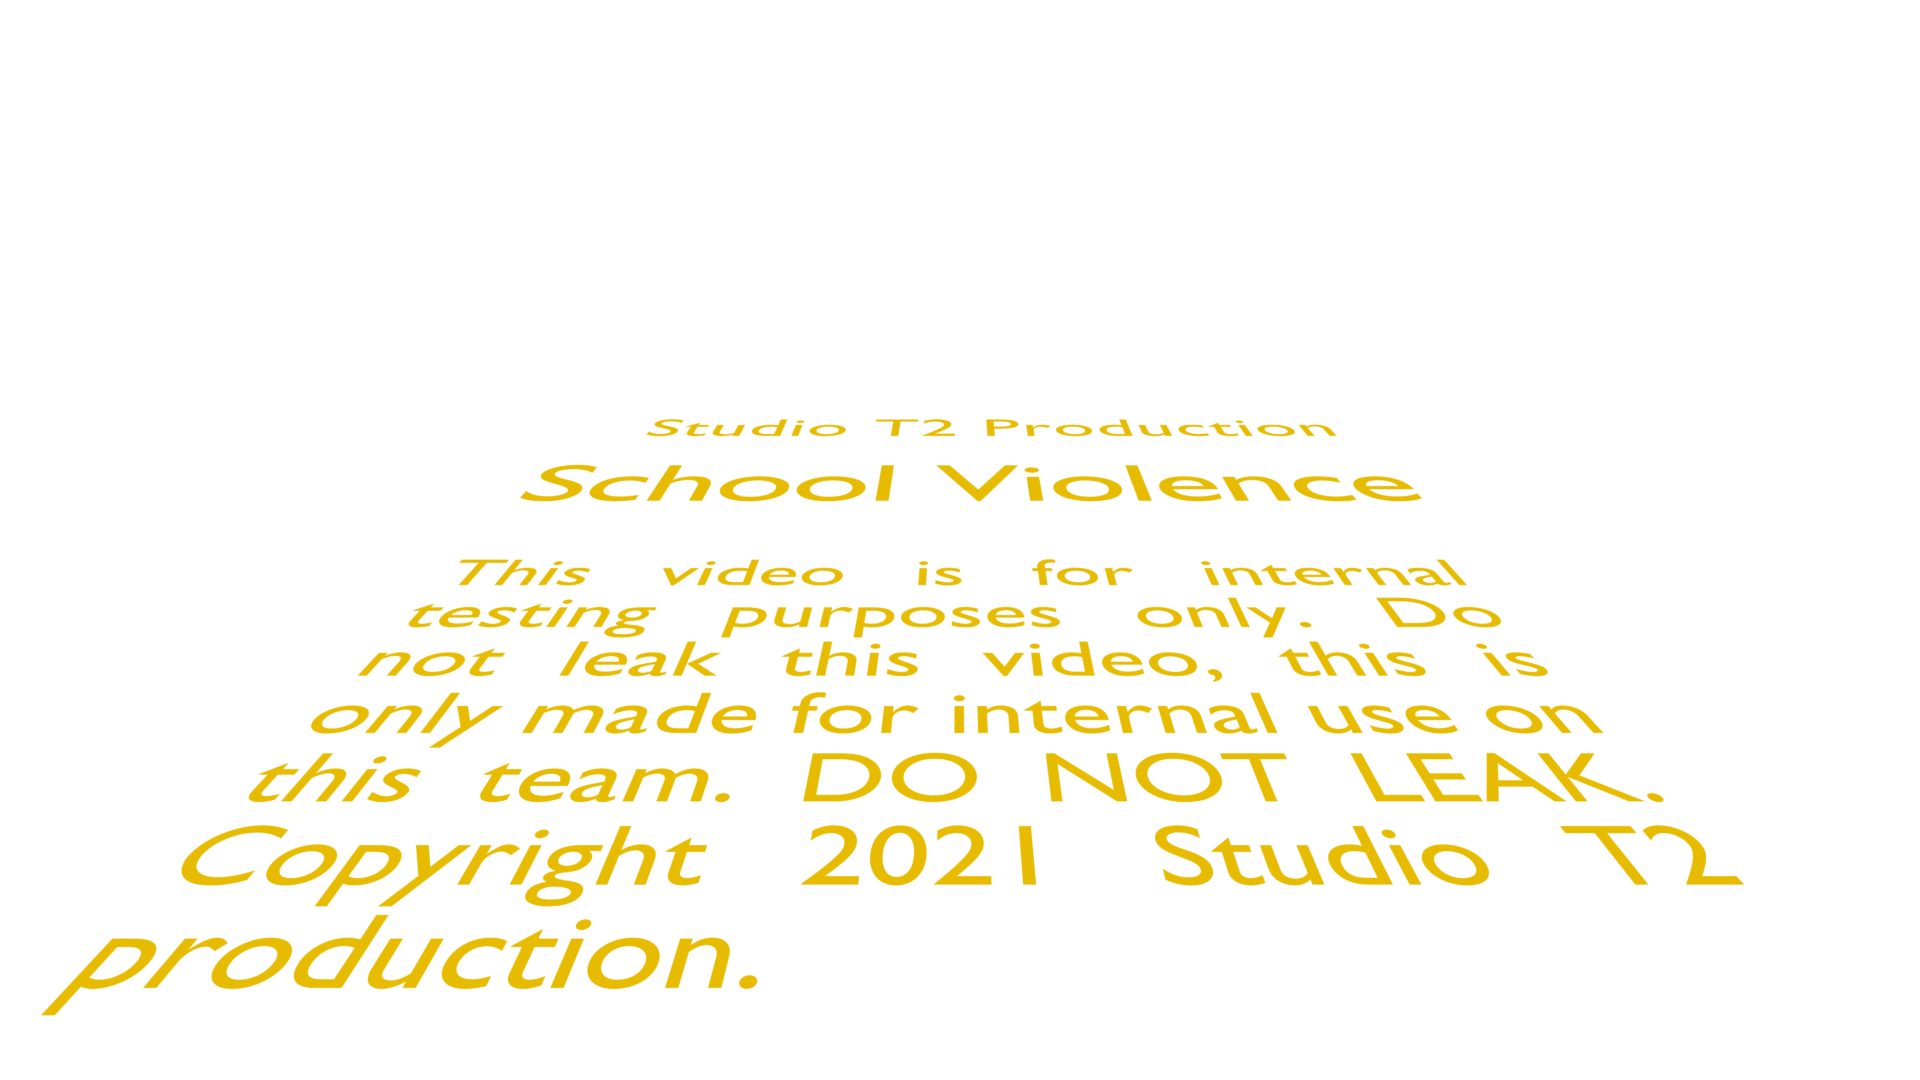 Studio T2 Production
School Violence
This video is for internal
testing purposes only. Do
not leak this video, this is
only made for internal use on
this team. DO NOT LEAK.
Copyright 2021 Studio T2
production.